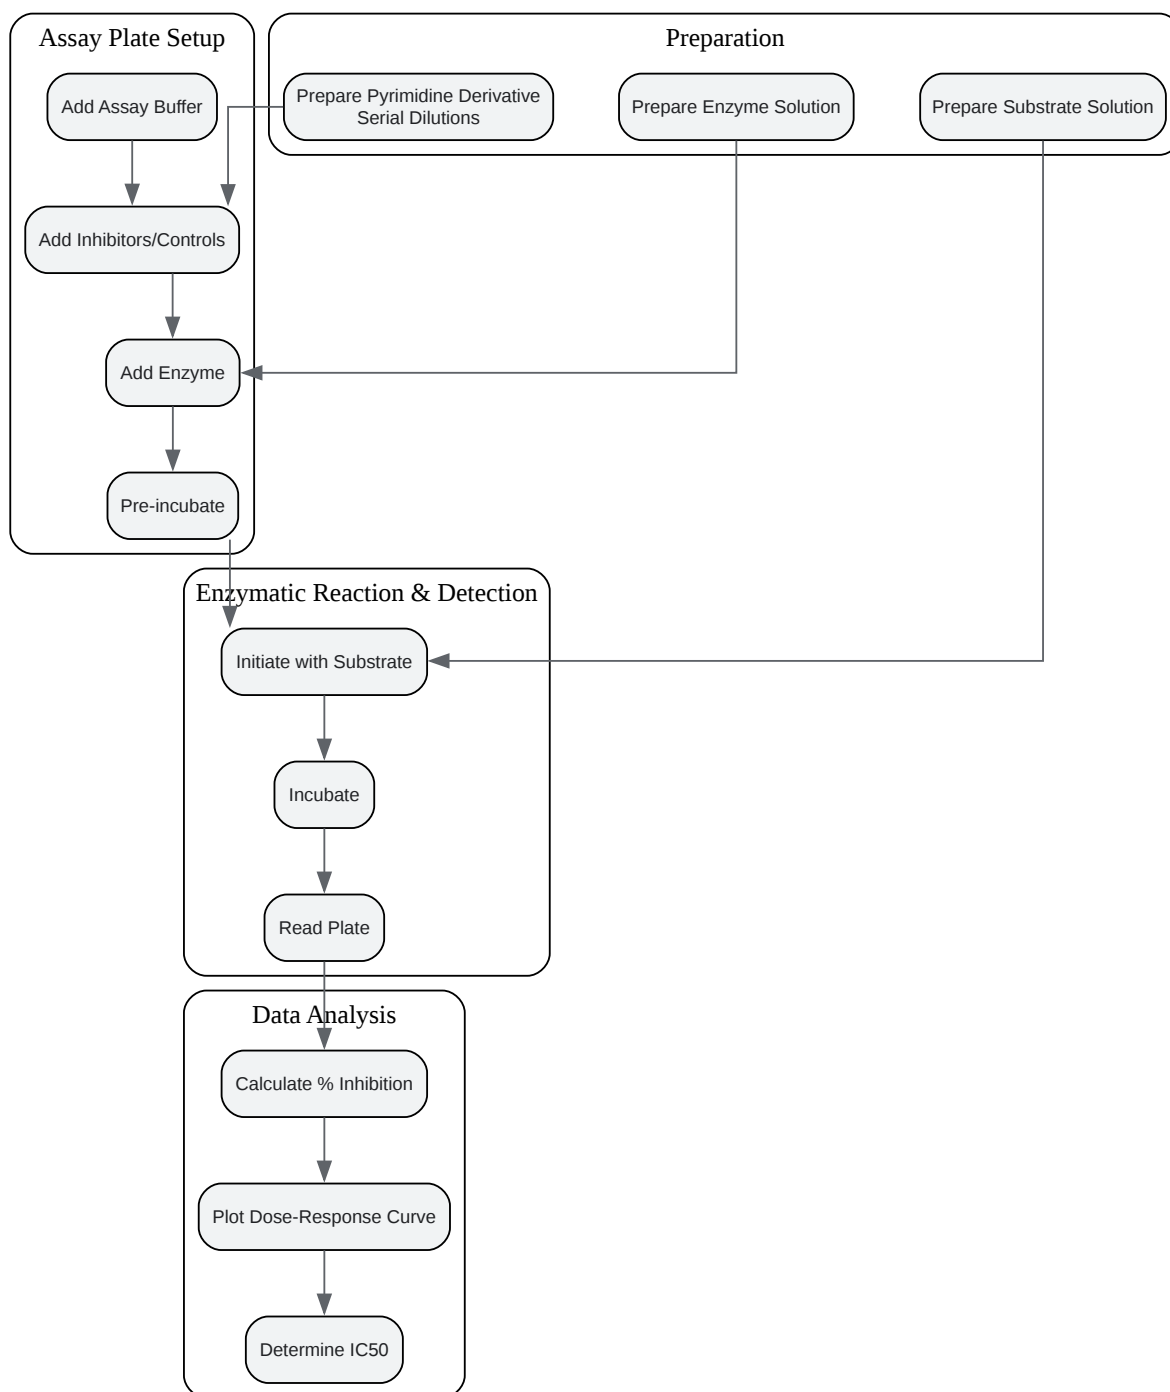 Assay Plate Setup
Preparation
Add Assay Buffer
Prepare Pyrimidine Derivative
Serial Dilutions
Prepare Enzyme Solution
Prepare Substrate Solution
Add Inhibitors/Controls
Add Enzyme
Pre-incubate
Enzymatic Reaction & Detection
Initiate with Substrate
Incubate
Read Plate
Data Analysis
Calculate % Inhibition
Plot Dose-Response Curve
Determine IC50